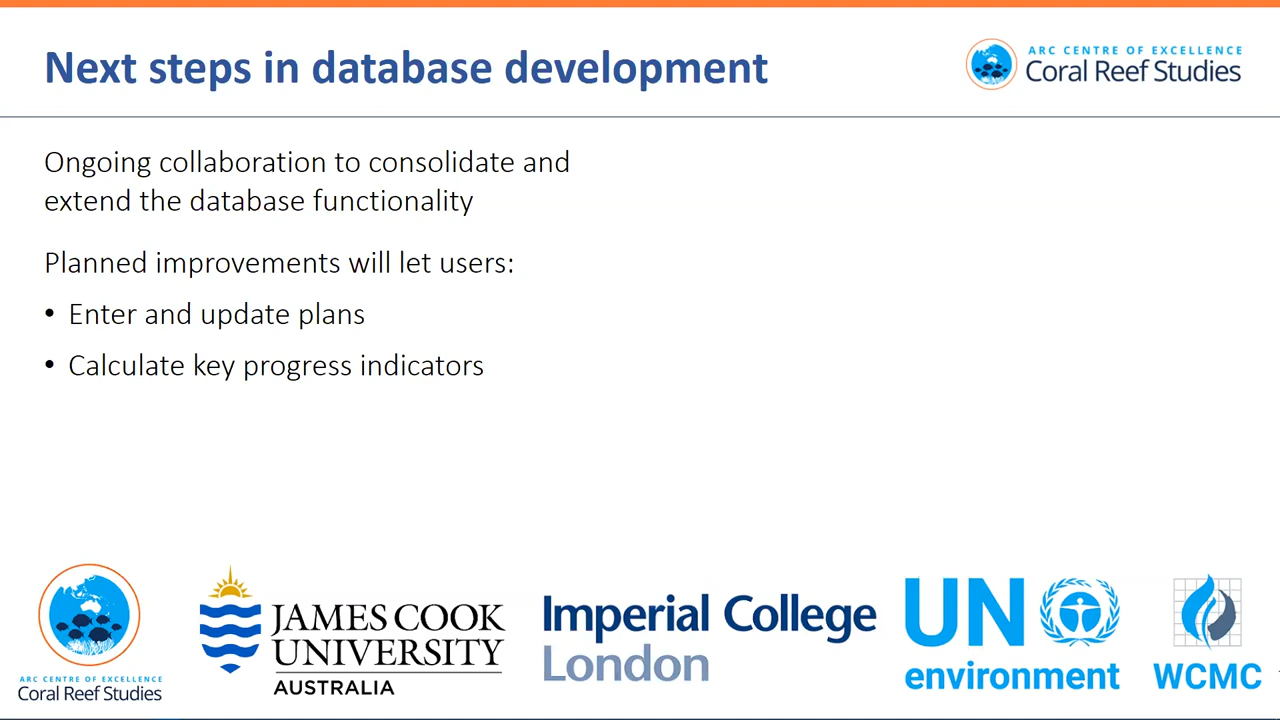 Next steps in database development
ARC CENTRE OF EXCELLENCE
Coral Reef Studies
Ongoing collaboration to consolidate and
extend the database functionality
Planned improvements will let users:
• Enter and update plans
• Calculate key progress indicators
ARC CENTRE OF EXCELLENCE
Coral Reef Studies
JAMES COOK
UNIVERSITY
AUSTRALIA
Imperial College
London
UN
environment
WCMC